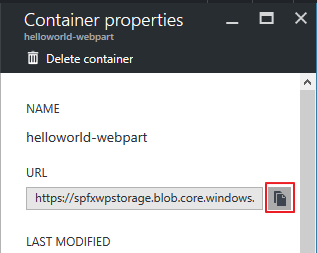 Container properties
helloworld-webpart
Delete container
NAME
helloworld-webpart
URL
https://spfxwpstorage.blob.core.windows.
LAST MODIFIED